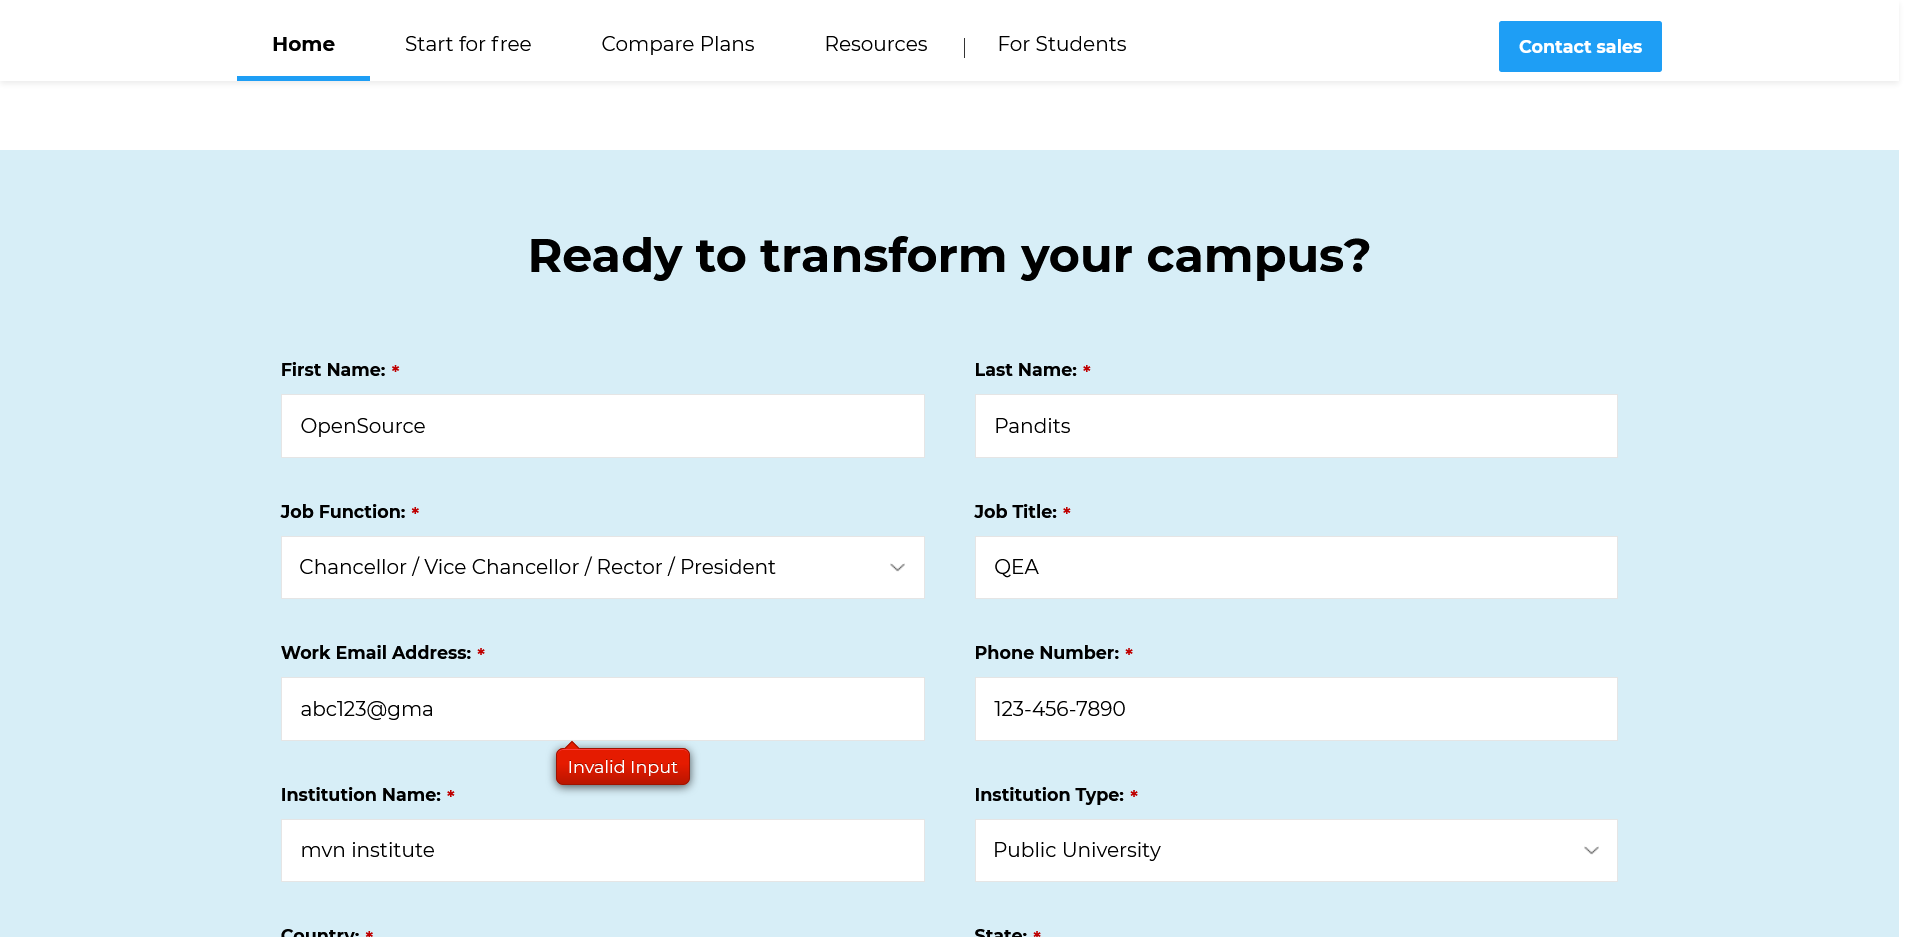 Home Start for free Compare Plans Resources | For Students Contact sales
Ready to transform your campus?
First Name: * Last Name: *
OpenSource Pandits
Job Function: * Job Title: *
Chancellor / Vice Chancellor / Rector / President QEA
Work Email Address: * Phone Number: *
abc123@gma 123-456-7890
Invalid Input
Institution Name: * Institution Type: *
mvn institute Public University
Country: * State: *